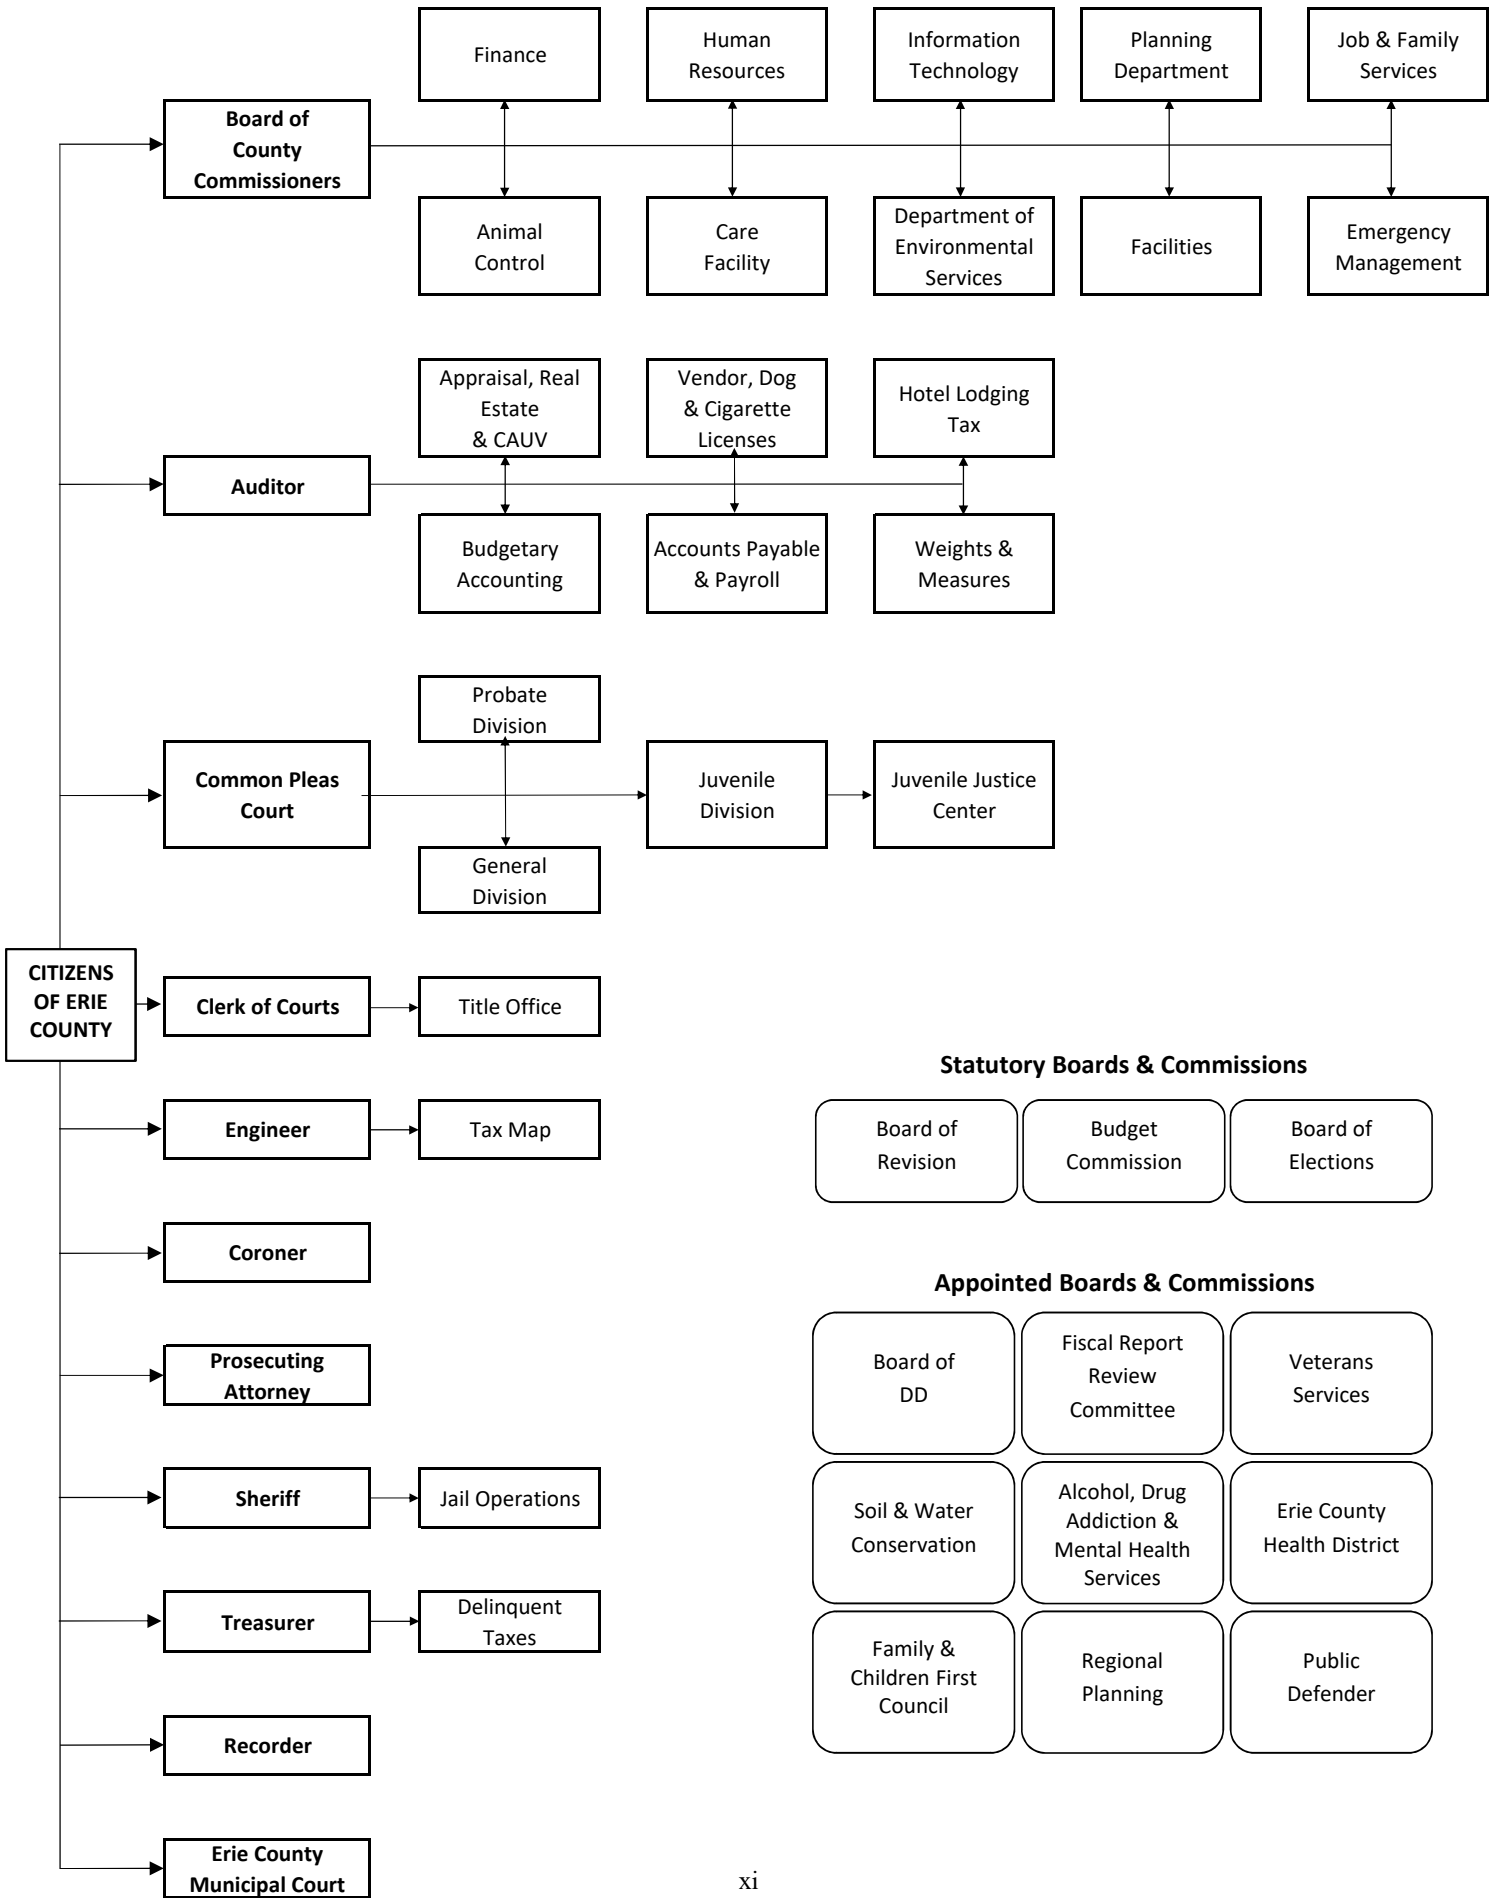 Finance
Human
Resources
Information
Technology
Planning
Department
Job & Family
Services
Board of
County
Commissioners
Animal
Control
Care
Facility
Department of
Environmental
Services
Facilities
Emergency
Management
Appraisal, Real
Estate
& CAUV
Vendor, Dog
& Cigarette
Licenses
Hotel Lodging
Tax
Auditor
Budgetary
Accounting
Accounts Payable
& Payroll
Weights &
Measures
Probate
Division
Common Pleas
Court
Juvenile
Division
Juvenile Justice
Center
General
Division
CITIZENS
OF ERIE
COUNTY
Clerk of Courts
Title Office
Engineer
Tax Map
Coroner
Prosecuting
Attorney
Sheriff
Jail Operations
Treasurer
Delinquent
Taxes
Recorder
Erie County
Municipal Court
Statutory Boards & Commissions
Board of
Revision
Budget
Commission
Board of
Elections
Appointed Boards & Commissions
Board of
DD
Fiscal Report
Review
Committee
Veterans
Services
Soil & Water
Conservation
Alcohol, Drug
Addiction &
Mental Health
Services
Erie County
Health District
Family &
Children First
Council
Regional
Planning
Public
Defender
xi